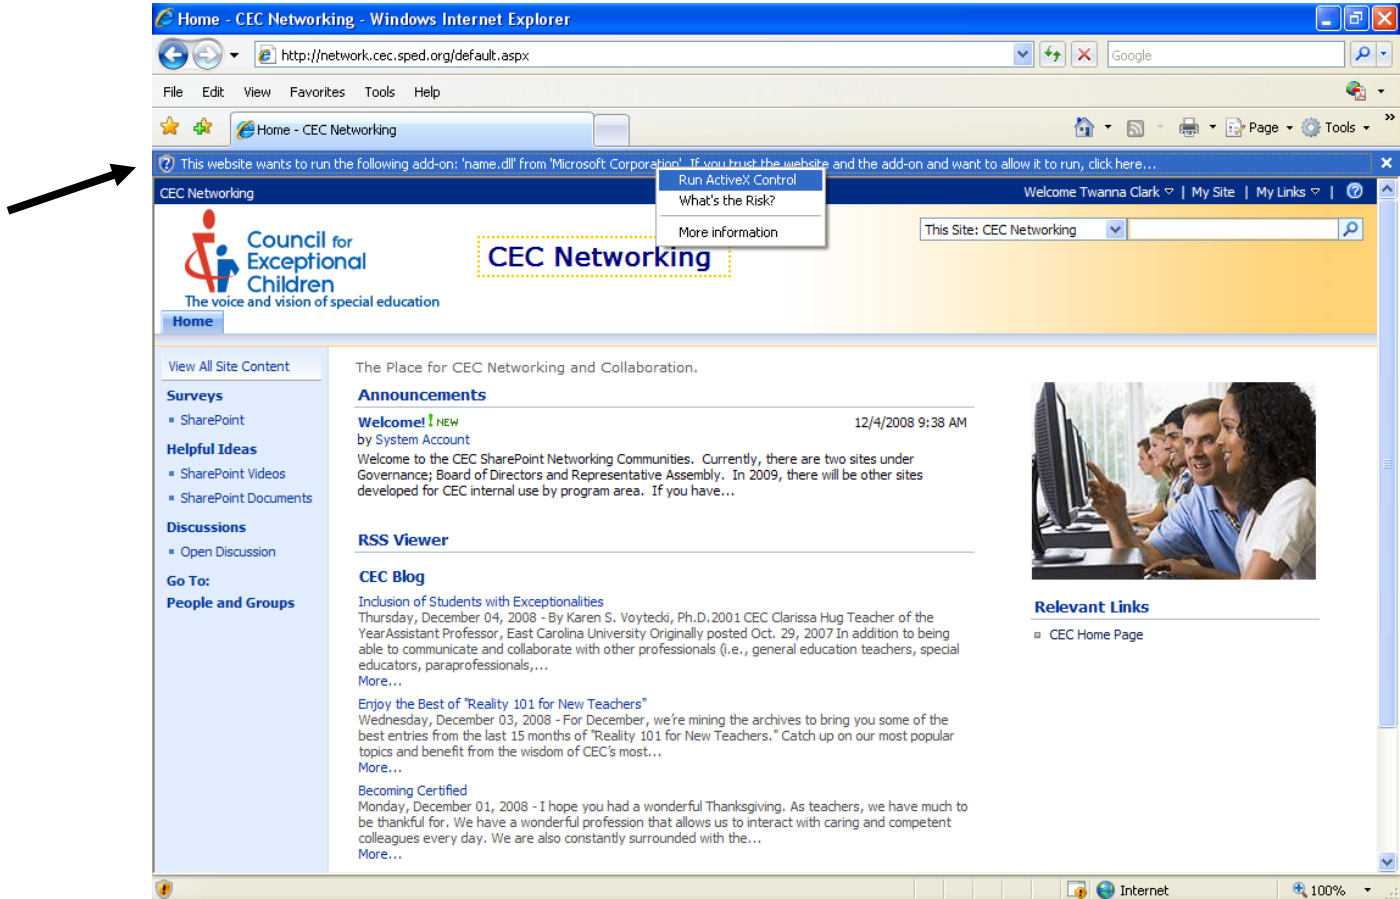 Home - CEC Networking - Windows Internet Explorer
http://network.cec.sped.org/default.aspx
Google
File Edit View Favorites Tools Help
Home - CEC Networking
Page Tools
This website wants to run the following add-on: 'name.dll' from 'Microsoft Corporation'. If you trust the website and the add-on and want to allow it to run, click here...
Run ActiveX Control
What's the Risk?
More information
CEC Networking
Welcome Twanna Clark | My Site | My Links |
Council for
Exceptional
Children
The voice and vision of special education
CEC Networking
This Site: CEC Networking
Home
View All Site Content
Surveys
SharePoint
Helpful Ideas
SharePoint Videos
SharePoint Documents
Discussions
Open Discussion
Go To:
People and Groups
The Place for CEC Networking and Collaboration.
Announcements
Welcome! ! NEW 12/4/2008 9:38 AM
by System Account
Welcome to the CEC SharePoint Networking Communities. Currently, there are two sites under
Governance; Board of Directors and Representative Assembly. In 2009, there will be other sites
developed for CEC internal use by program area. If you have...
RSS Viewer
CEC Blog
Inclusion of Students with Exceptionalities
Thursday, December 04, 2008 - By Karen S. Voytecki, Ph.D.2001 CEC Clarissa Hug Teacher of the
YearAssistant Professor, East Carolina University Originally posted Oct. 29, 2007 In addition to being
able to communicate and collaborate with other professionals (i.e., general education teachers, special
educators, paraprofessionals,...
More...
Enjoy the Best of "Reality 101 for New Teachers"
Wednesday, December 03, 2008 - For December, we're mining the archives to bring you some of the
best entries from the last 15 months of "Reality 101 for New Teachers." Catch up on our most popular
topics and benefit from the wisdom of CEC's most...
More...
Becoming Certified
Monday, December 01, 2008 - I hope you had a wonderful Thanksgiving. As teachers, we have much to
be thankful for. We have a wonderful profession that allows us to interact with caring and competent
colleagues every day. We are also constantly surrounded with the...
More...
Relevant Links
CEC Home Page
Internet
100%